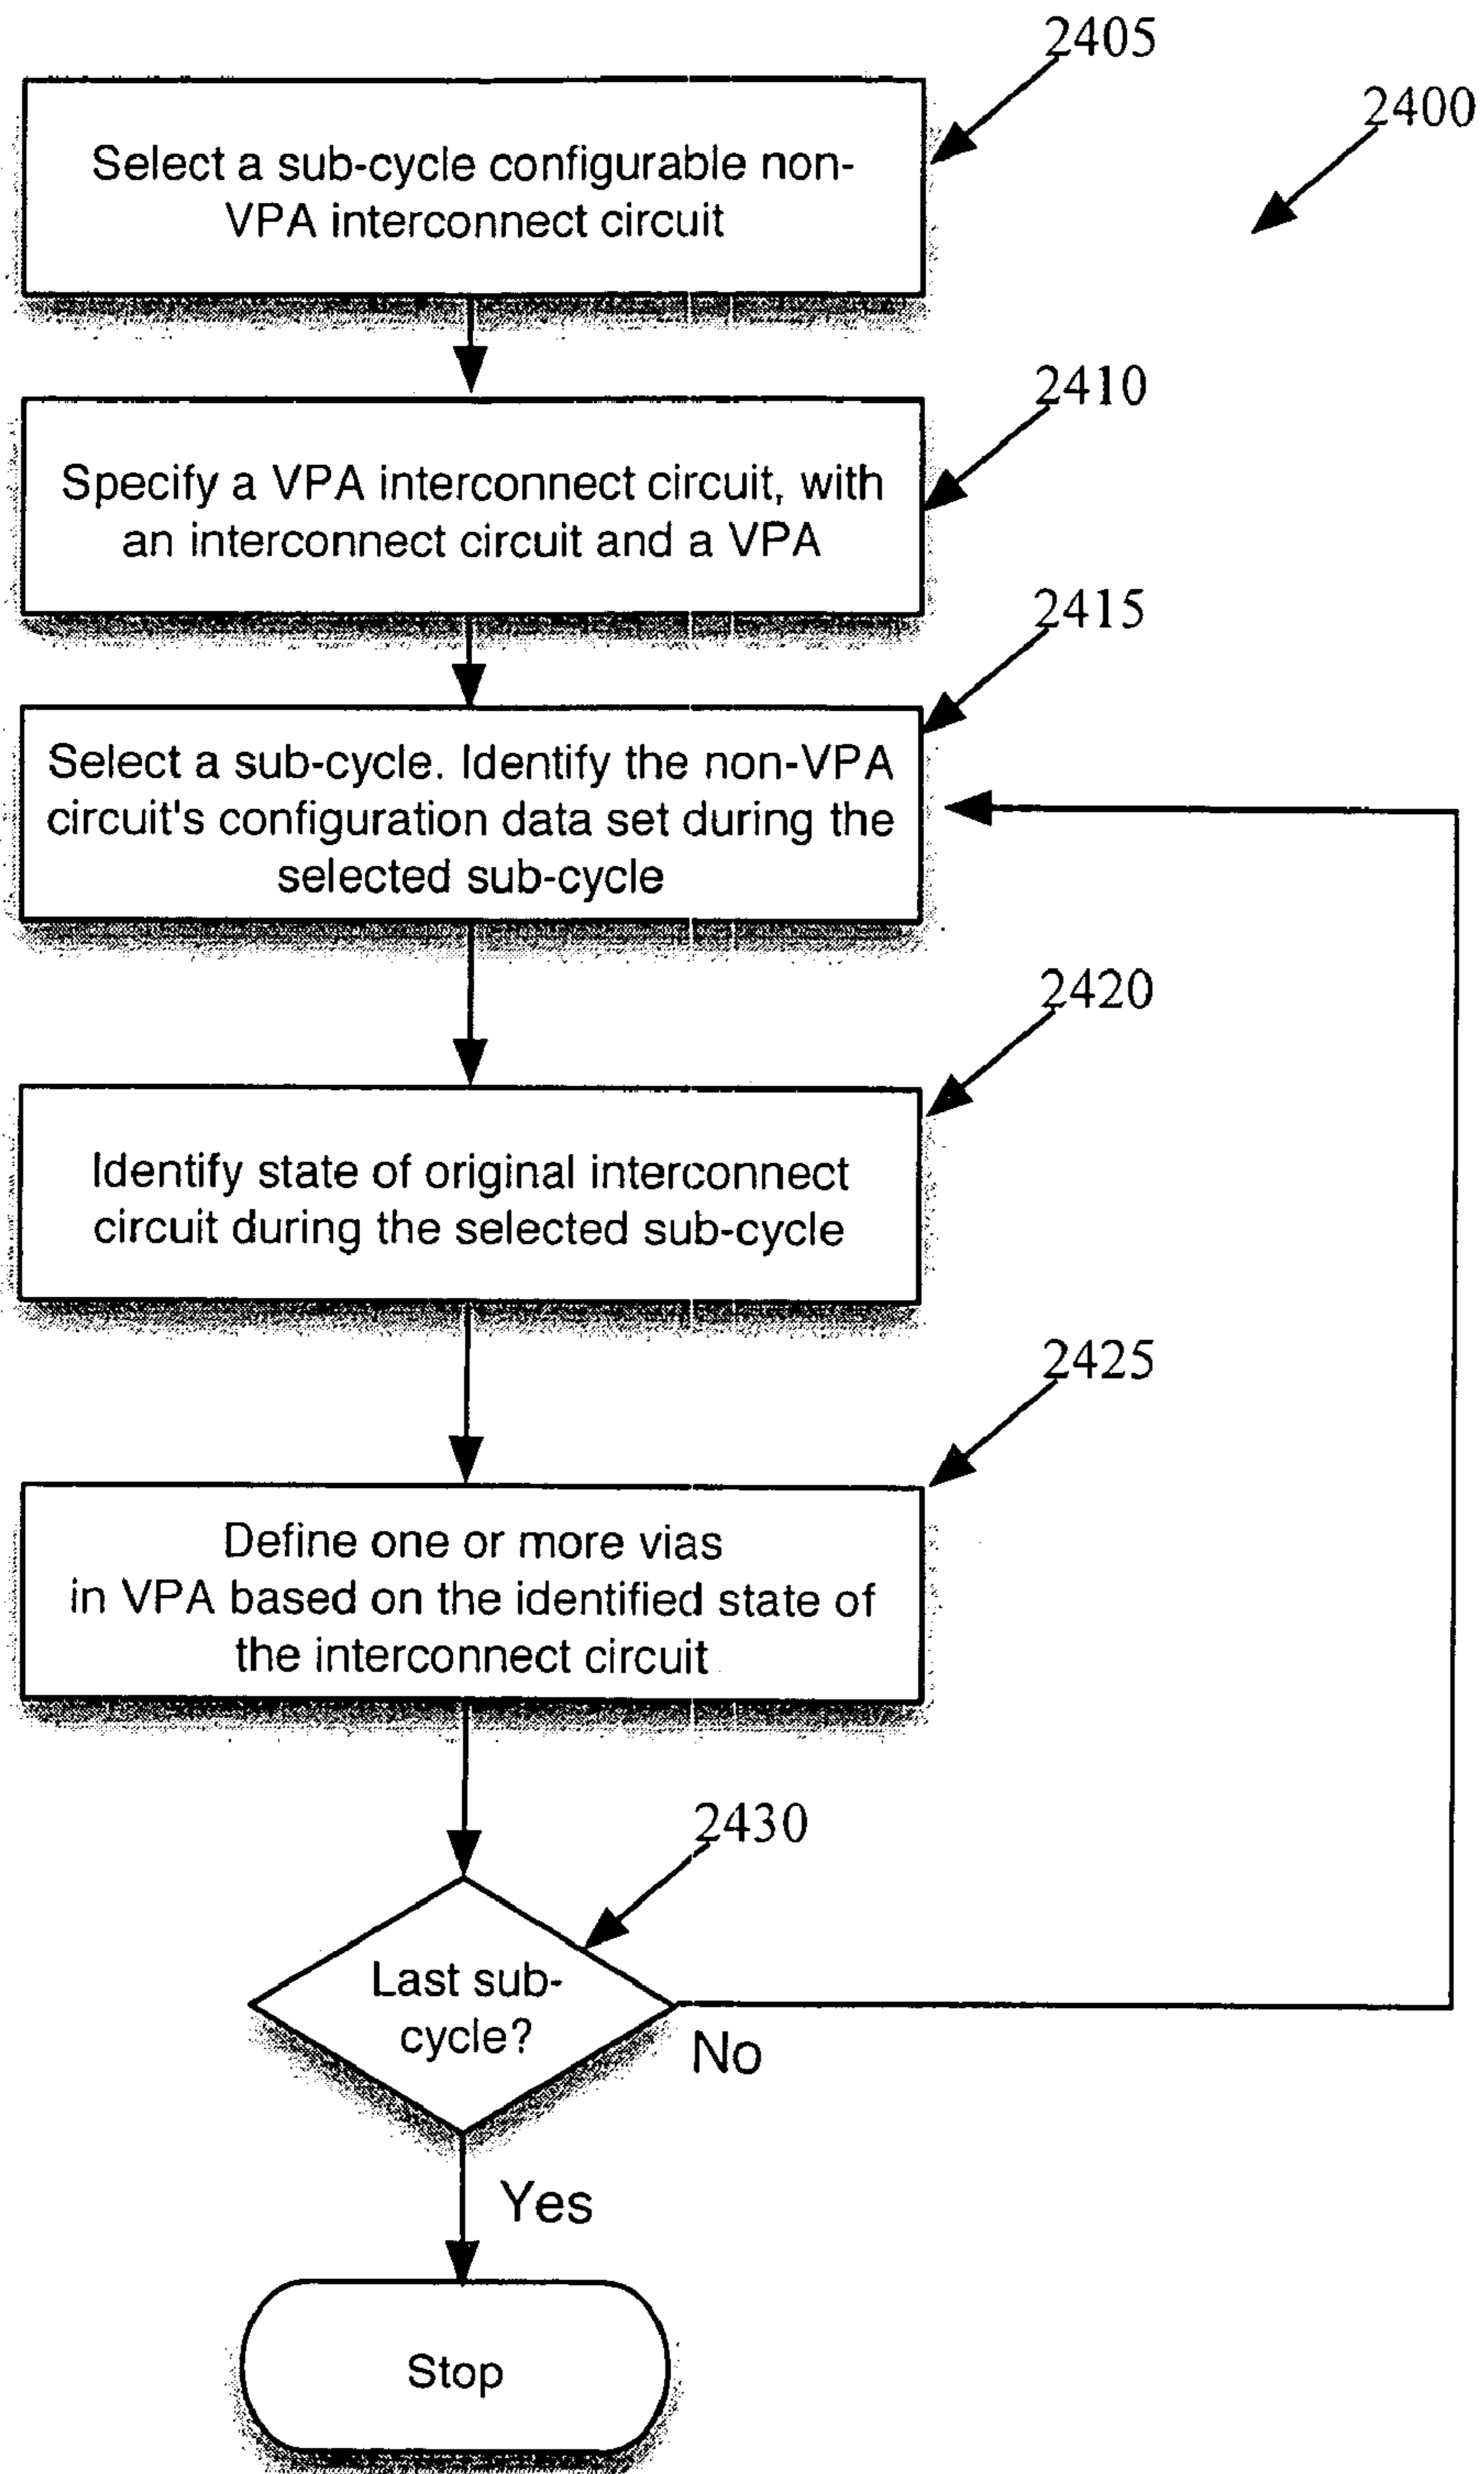 2405
2400
Select a sub-cycle configurable non-
VPA interconnect circuit
2410
Specify a VPA interconnect circuit, with
an interconnect circuit and a VPA
2415
Select a sub-cycle. Identify the non-VPA
circuit's configuration data set during the
selected sub-cycle
2420
Identify state of original interconnect
circuit during the selected sub-cycle
2425
Define one or more vias
in VPA based on the identified state of
the interconnect circuit
2430
Last sub-
cycle?
No
Yes
Stop